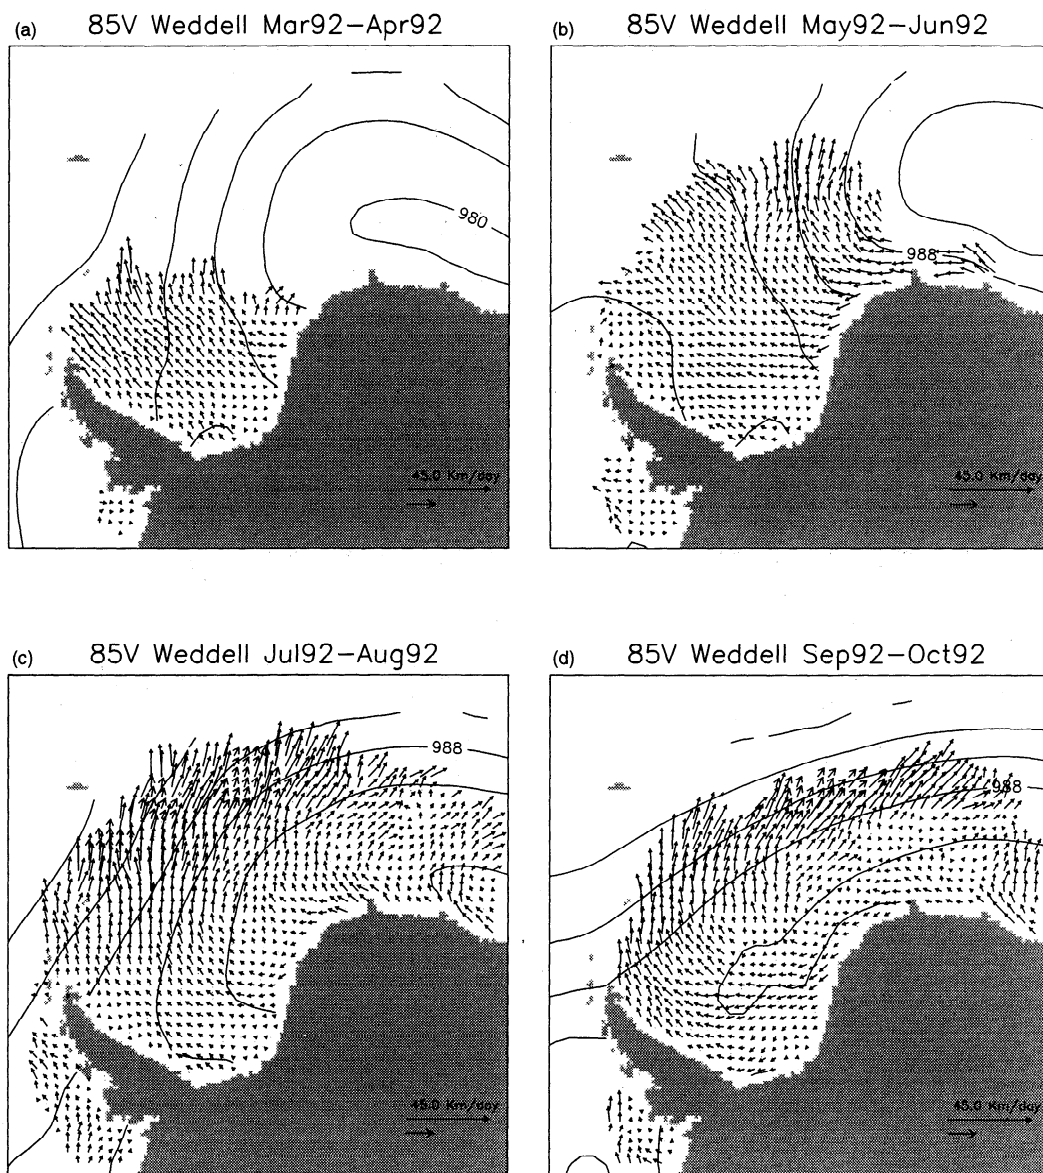 (a) 85V Weddell Mar92-Apr92
980
45.0 Km/day
(b) 85V Weddell May92-Jun92
988
45.0 Km/day
(c) 85V Weddell Jul92-Aug92
988
45.0 Km/day
(d) 85V Weddell Sep92-Oct92
988
45.0 Km/day